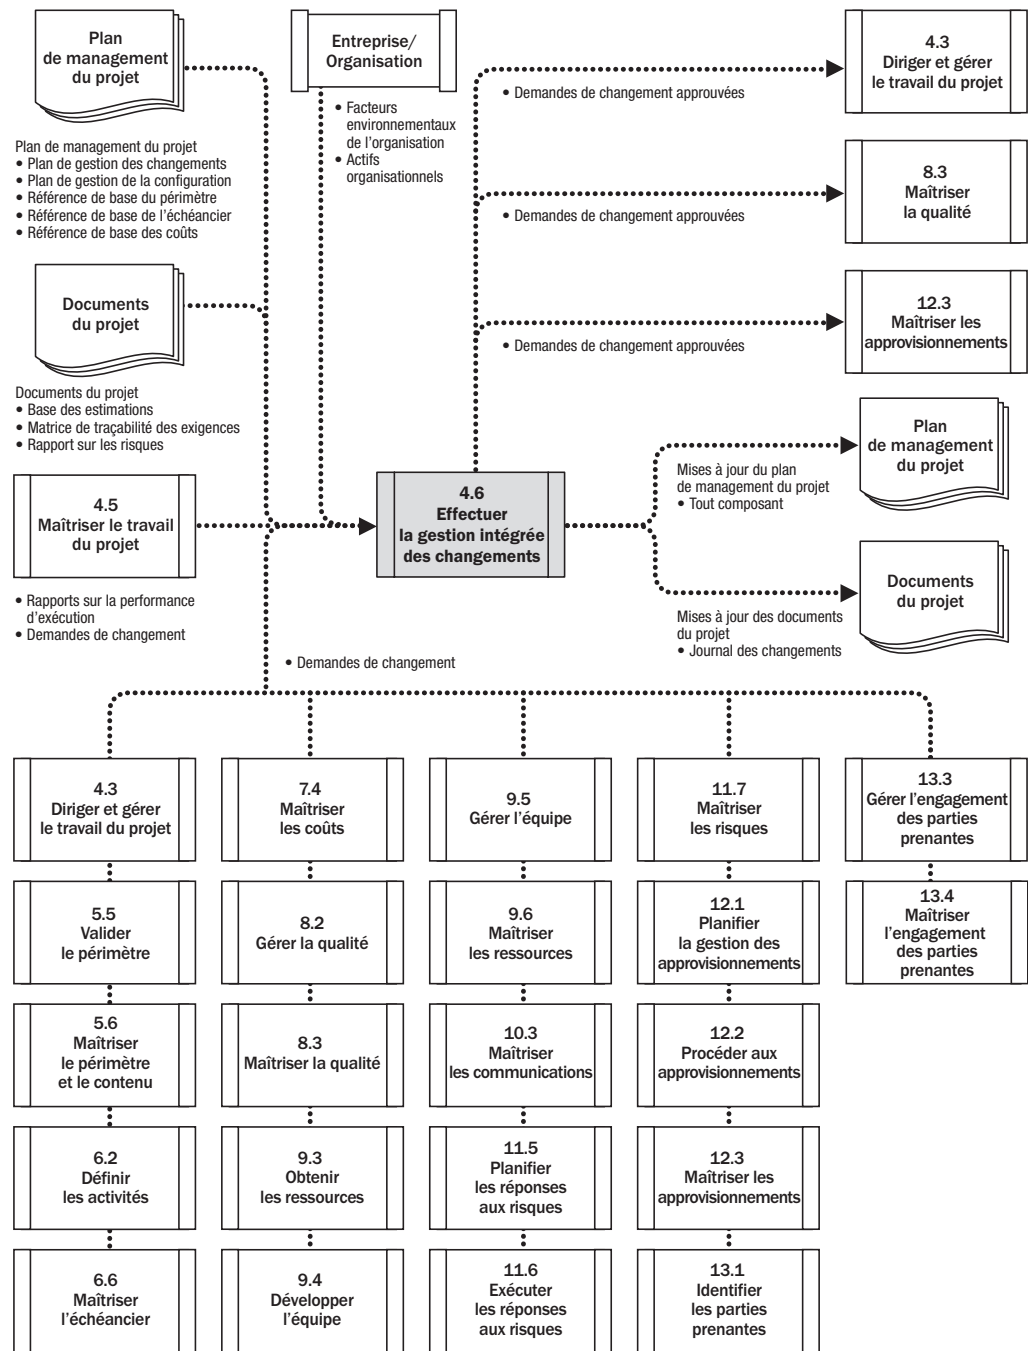 Plan
de management
du projet
Plan de management du projet
• Plan de gestion des changements
• Plan de gestion de la configuration
• Référence de base du périmètre
• Référence de base de l'échéancier
• Référence de base des coûts
Entreprise/
Organisation
• Facteurs
environnementaux
de l'organisation
• Actifs
organisationnels
4.3
Diriger et gérer
le travail du projet
• Demandes de changement approuvées
8.3
Maîtriser
la qualité
• Demandes de changement approuvées
12.3
Maîtriser les
approvisionnements
• Demandes de changement approuvées
Documents
du projet
Documents du projet
• Base des estimations
• Matrice de traçabilité des exigences
• Rapport sur les risques
4.5
Maîtriser le travail
du projet
• Rapports sur la performance
d'exécution
• Demandes de changement
4.6
Effectuer
la gestion intégrée
des changements
Plan
de management
du projet
Mises à jour du plan
de management du projet
• Tout composant
Documents
du projet
Mises à jour des documents
du projet
• Journal des changements
• Demandes de changement
4.3
Diriger et gérer
le travail du projet
7.4
Maîtriser
les coûts
9.5
Gérer l'équipe
11.7
Maîtriser
les risques
13.3
Gérer l'engagement
des parties
prenantes
5.5
Valider
le périmètre
8.2
Gérer la qualité
9.6
Maîtriser
les ressources
12.1
Planifier
la gestion des
approvisionnements
13.4
Maîtriser
l'engagement
des parties
prenantes
5.6
Maîtriser
le périmètre
et le contenu
8.3
Maîtriser la qualité
10.3
Maîtriser
les communications
12.2
Procéder aux
approvisionnements
6.2
Définir
les activités
9.3
Obtenir
les ressources
11.5
Planifier
les réponses
aux risques
12.3
Maîtriser les
approvisionnements
6.6
Maîtriser
l'échéancier
9.4
Développer
l'équipe
11.6
Exécuter
les réponses
aux risques
13.1
Identifier
les parties
prenantes